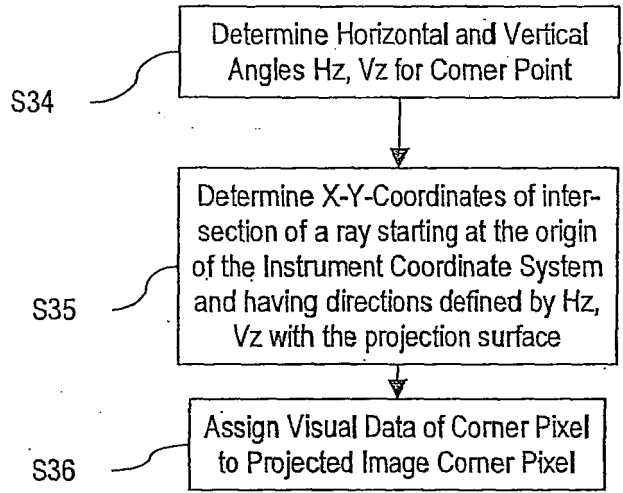 Determine Horizontal and Vertical
Angles Hz, Vz for Corner Point
S34
Determine X-Y-Coordinates of inter-
section of a ray starting at the origin
of the Instrument Coordinate System
and having directions defined by Hz,
Vz with the projection surface
S35
Assign Visual Data of Corner Pixel
to Projected Image Corner Pixel
S36